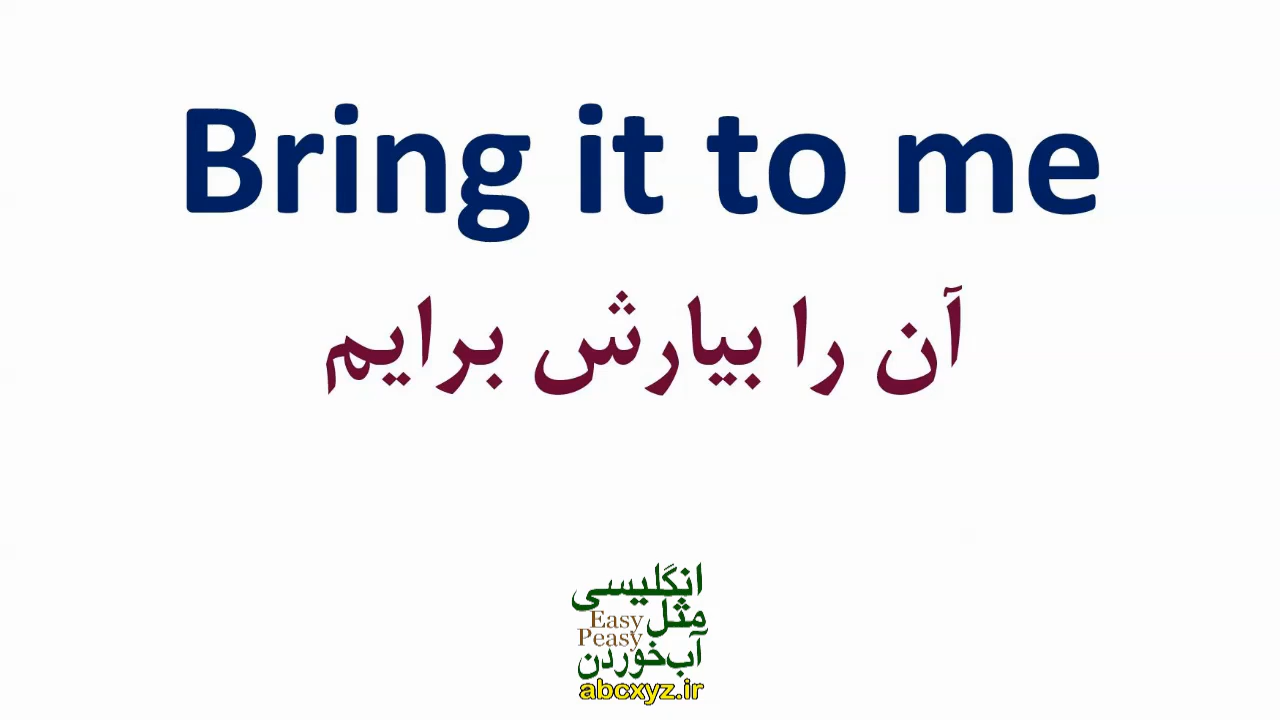 Bring it to me
آن را بیارش برایم
انگلیسی
مثل Easy
Peasy
آب‌خوردن
abcxyz.ir